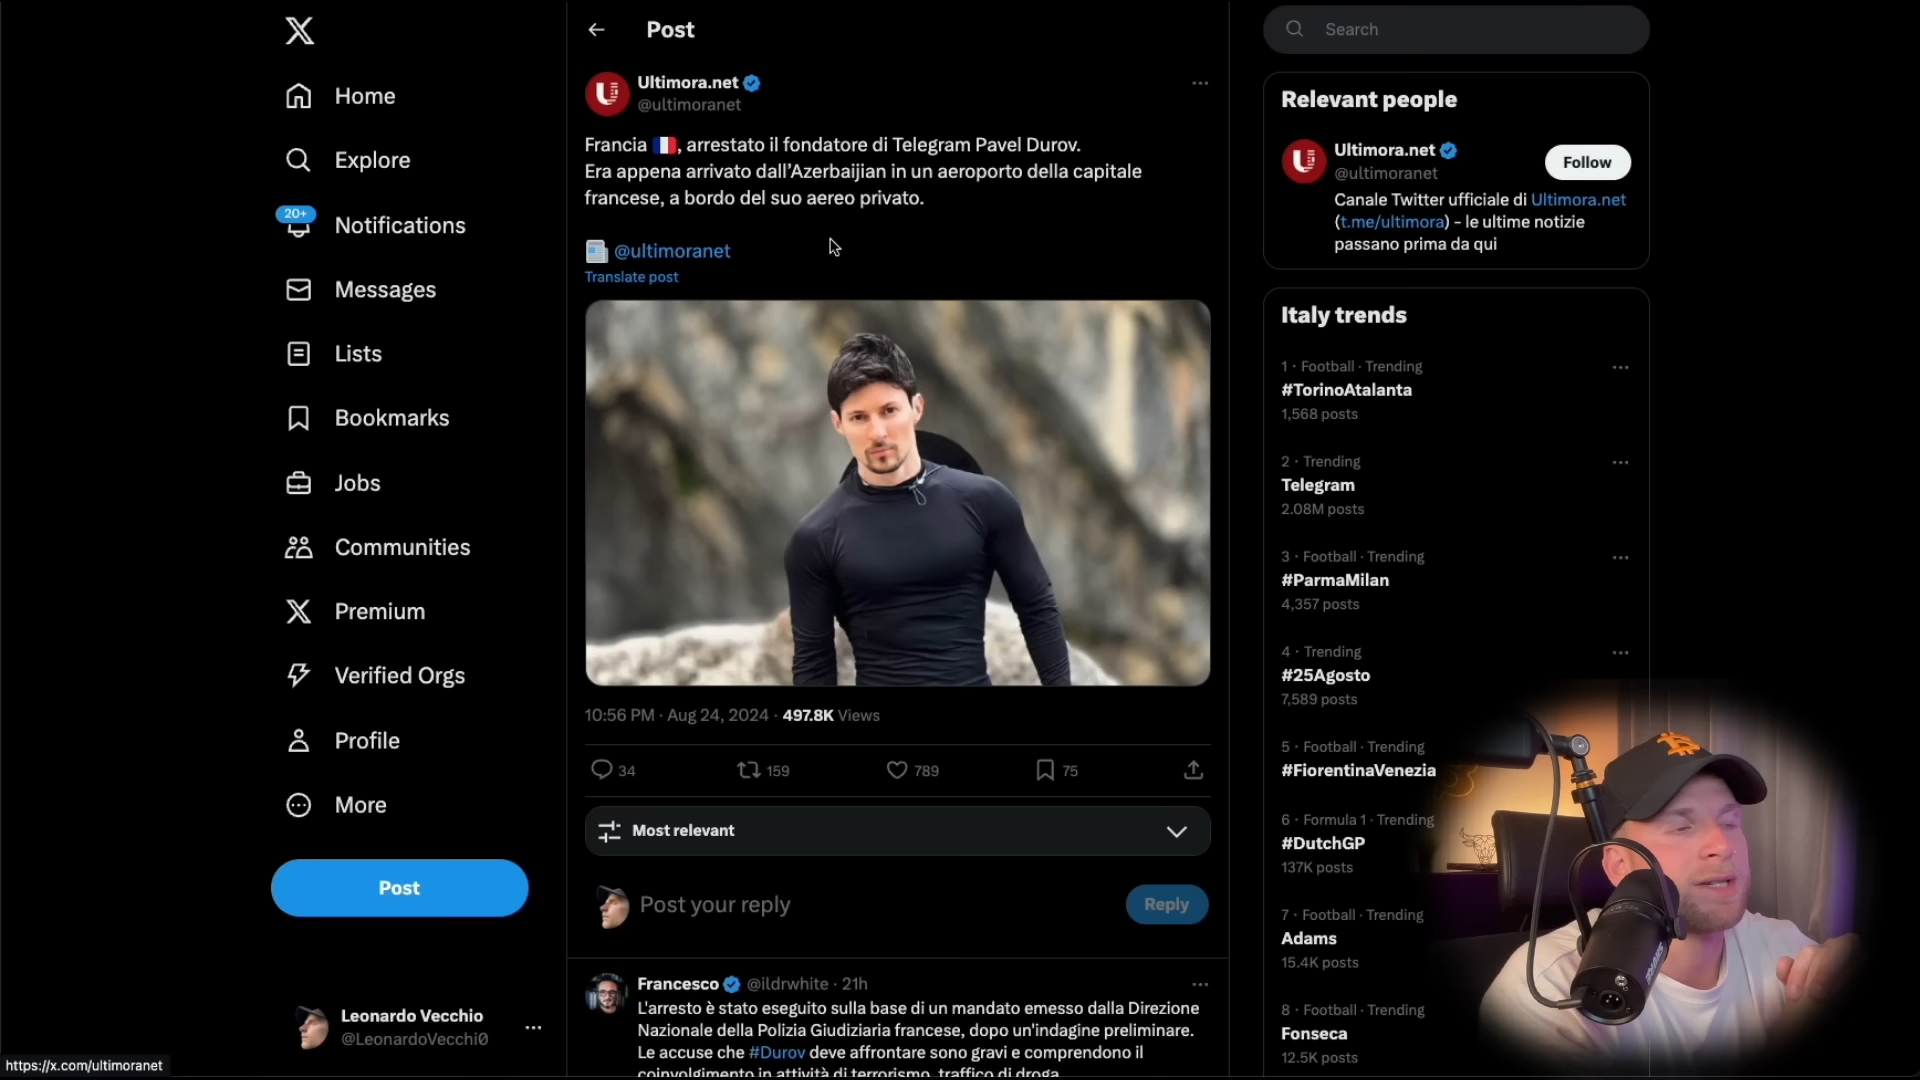 Home
Explore
20+
Notifications
Messages
Lists
Bookmarks
Jobs
Communities
Premium
Verified Orgs
Profile
More
Post
Leonardo Vecchio
@LeonardoVecchi0
https://x.com/ultimoranet
Post
Ultimora.net
@ultimoranet
Francia 🇫🇷, arrestato il fondatore di Telegram Pavel Durov.
Era appena arrivato dall’Azerbaijian in un aeroporto della capitale
francese, a bordo del suo aereo privato.
📰 @ultimoranet
Translate post
10:56 PM · Aug 24, 2024 · 497.8K Views
34
159
789
75
Most relevant
Post your reply
Reply
Francesco @ildrwhite · 21h
L'arresto è stato eseguito sulla base di un mandato emesso dalla Direzione
Nazionale della Polizia Giudiziaria francese, dopo un'indagine preliminare.
Le accuse che #Durov deve affrontare sono gravi e comprendono il
coinvolgimento in attività di terrorismo, traffico di droga
Search
Relevant people
Ultimora.net
@ultimoranet
Follow
Canale Twitter ufficiale di Ultimora.net
(t.me/ultimora) - le ultime notizie
passano prima da qui
Italy trends
1 · Football · Trending
#TorinoAtalanta
1,568 posts
2 · Trending
Telegram
2.08M posts
3 · Football · Trending
#ParmaMilan
4,357 posts
4 · Trending
#25Agosto
7,589 posts
5 · Football · Trending
#FiorentinaVenezia
6 · Formula 1 · Trending
#DutchGP
137K posts
7 · Football · Trending
Adams
15.4K posts
8 · Football · Trending
Fonseca
12.5K posts